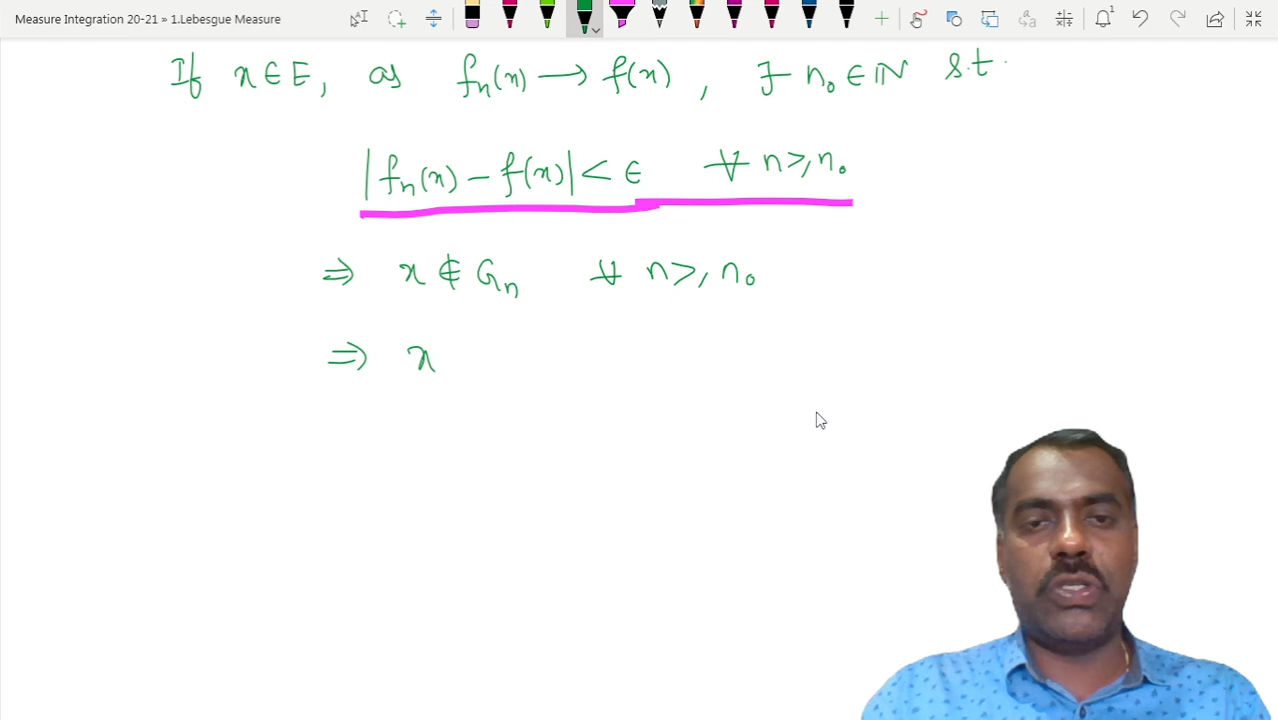 Measure Integration 20-21 » 1.Lebesgue Measure
If x ∈ E, as fₙ(x) → f(x), ∃ n₀ ∈ ℕ s.t.
|fₙ(x) − f(x)| < ∈ ∀ n ≥ n₀
⇒ x ∉ Gₙ ∀ n ≥ n₀
⇒ x